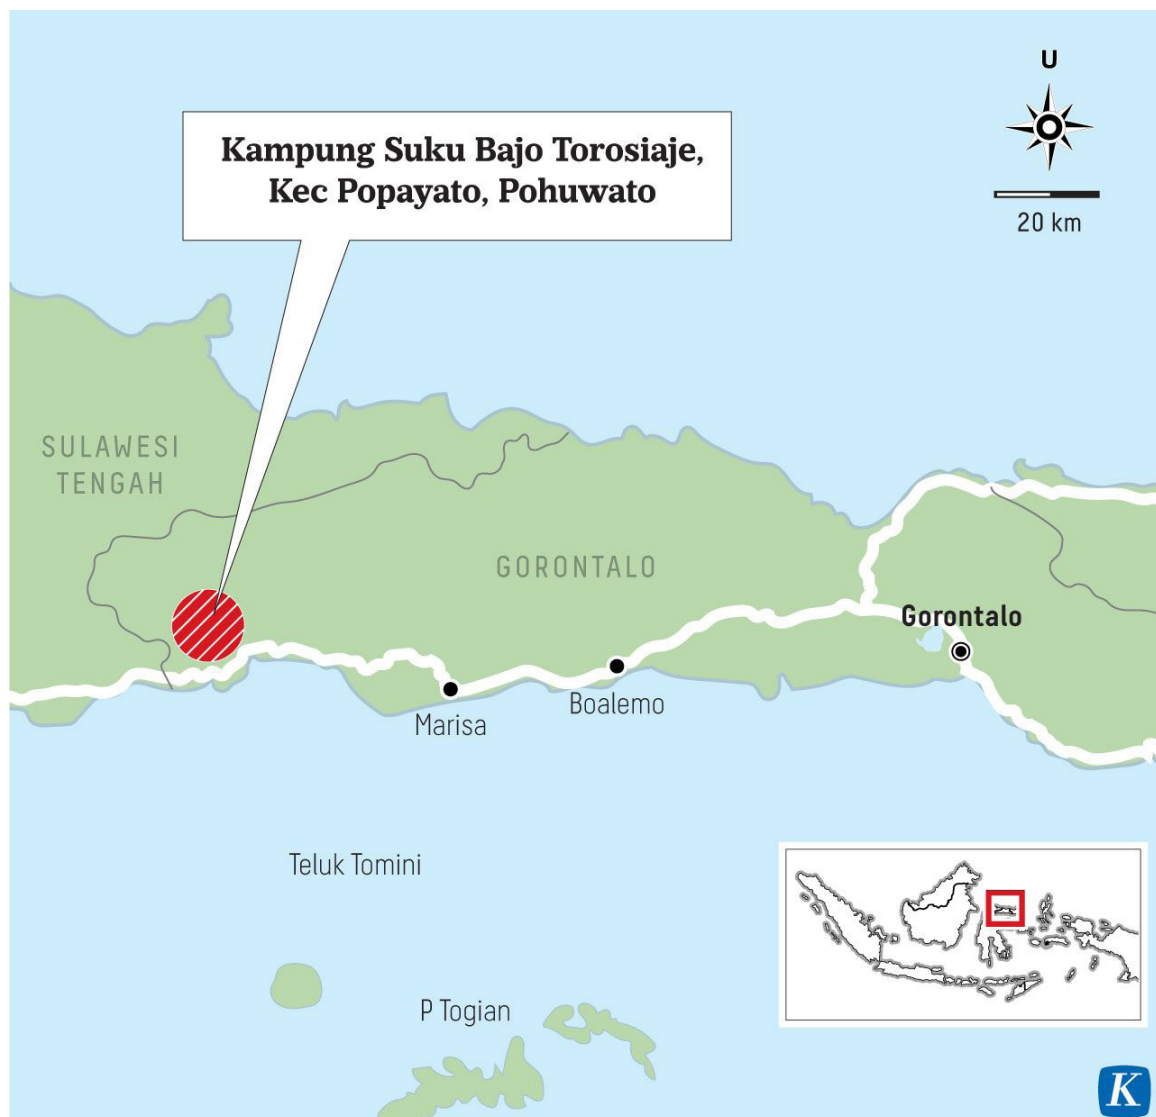 U
20 km
Kampung Suku Bajo Torosiaje,
Kec Popayato, Pohuwato
SULAWESI
TENGAH
GORONTALO
Gorontalo
Marisa
Boalemo
Teluk Tomini
P Togian
K